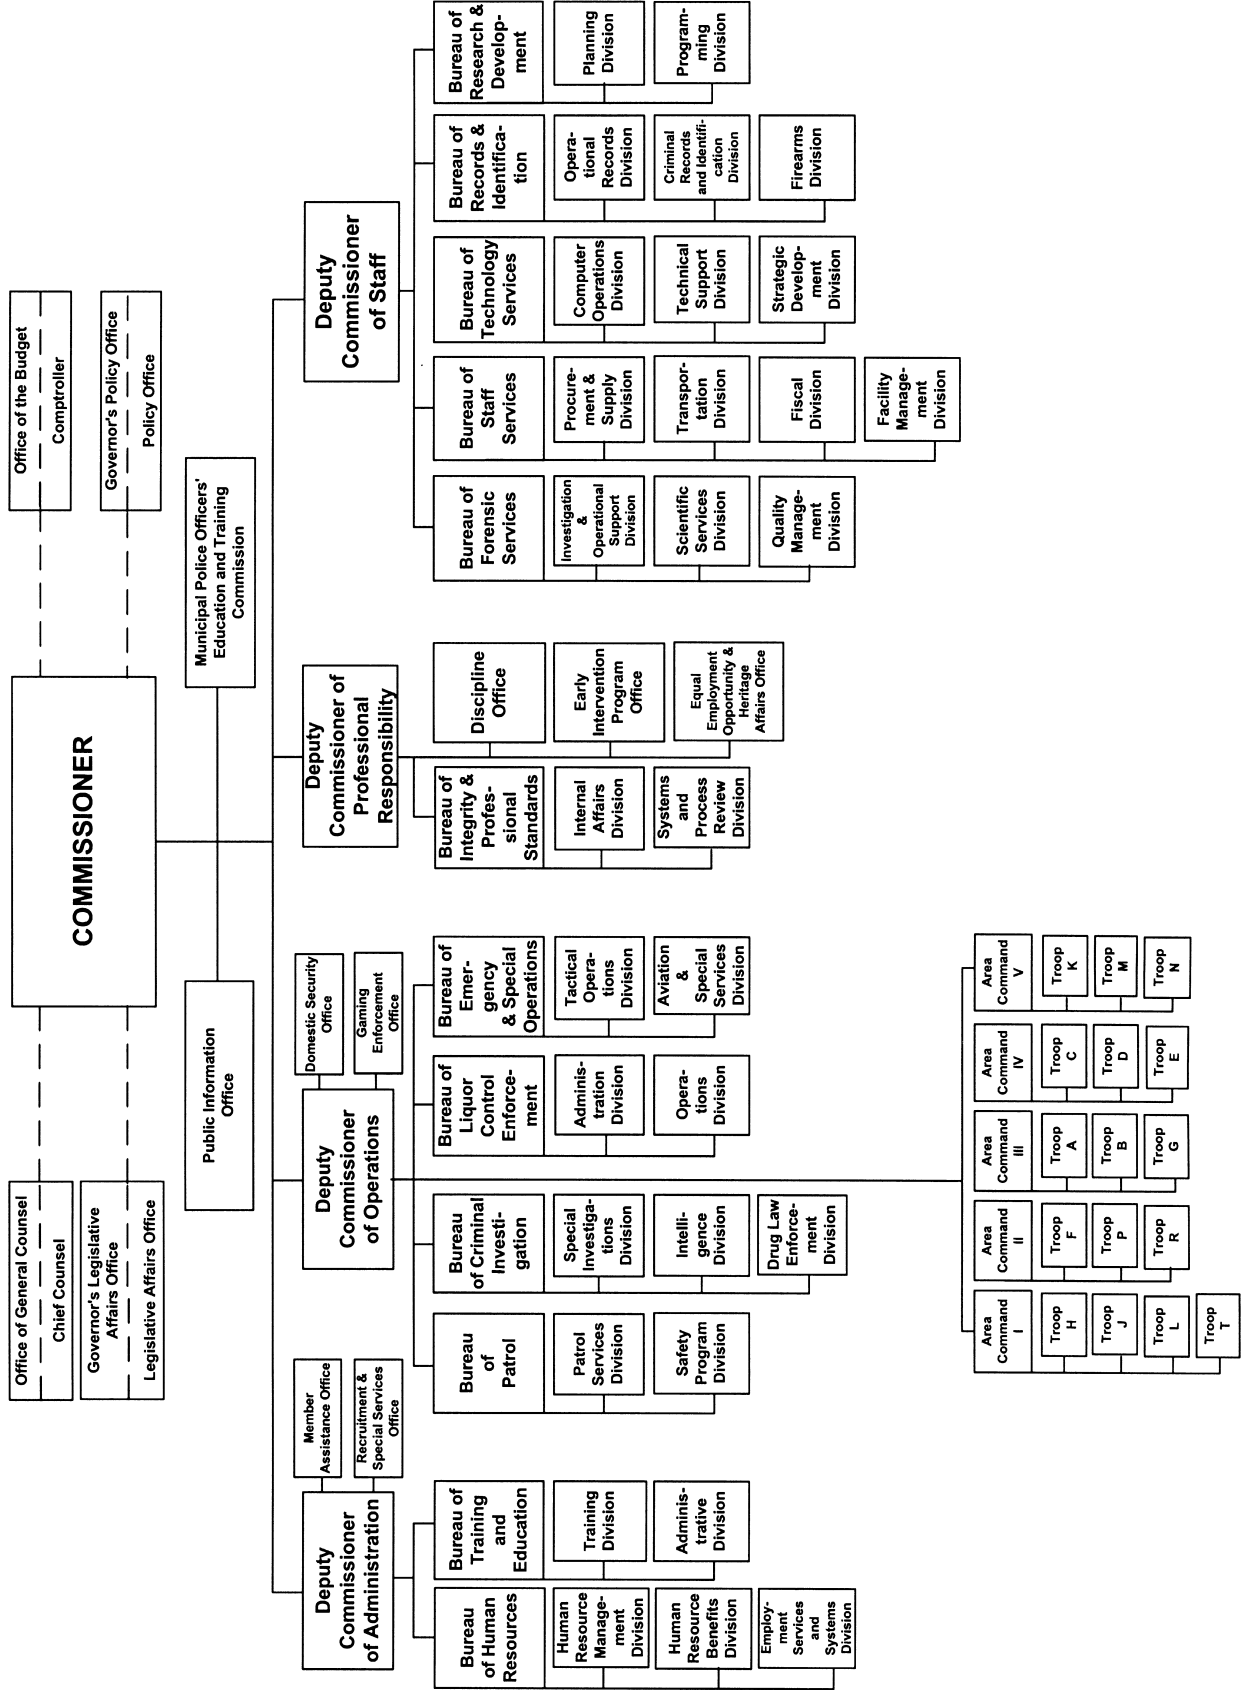 Office of General Counsel
Chief Counsel
Governor's Legislative
Affairs Office
Legislative Affairs Office
COMMISSIONER
Office of the Budget
Comptroller
Governor's Policy Office
Policy Office
Public Information
Office
Municipal Police Officers'
Education and Training
Commission
Deputy
Commissioner
of Administration
Member
Assistance Office
Recruitment &
Special Services
Office
Bureau
of Human
Resources
Human
Resource
Manage-
ment
Division
Human
Resource
Benefits
Division
Employ-
ment
Services
and
Systems
Division
Bureau of
Training
and
Education
Training
Division
Adminis-
trative
Division
Deputy
Commissioner
of Operations
Domestic Security
Office
Gaming
Enforcement
Office
Bureau
of
Patrol
Patrol
Services
Division
Safety
Program
Division
Bureau
of Criminal
Investi-
gation
Special
Investiga-
tions
Division
Intelli-
gence
Division
Drug Law
Enforce-
ment
Division
Bureau of
Liquor
Control
Enforce-
ment
Adminis-
tration
Division
Opera-
tions
Division
Bureau of
Emer-
gency
& Special
Operations
Tactical
Opera-
tions
Division
Aviation
&
Special
Services
Division
Area
Command
I
Troop
H
Troop
J
Troop
L
Troop
T
Area
Command
II
Troop
F
Troop
P
Troop
R
Area
Command
III
Troop
A
Troop
B
Troop
G
Area
Command
IV
Troop
C
Troop
D
Troop
E
Area
Command
V
Troop
K
Troop
M
Troop
N
Deputy
Commissioner of
Professional
Responsibility
Bureau of
Integrity &
Profes-
sional
Standards
Internal
Affairs
Division
Systems
and
Process
Review
Division
Discipline
Office
Early
Intervention
Program
Office
Equal
Employment
Opportunity &
Heritage
Affairs Office
Deputy
Commissioner
of Staff
Bureau of
Forensic
Services
Investigation
&
Operational
Support
Division
Scientific
Services
Division
Quality
Manage-
ment
Division
Bureau of
Staff
Services
Procure-
ment &
Supply
Division
Transpor-
tation
Division
Fiscal
Division
Facility
Manage-
ment
Division
Bureau of
Technology
Services
Computer
Operations
Division
Technical
Support
Division
Strategic
Develop-
ment
Division
Bureau of
Records &
Identifica-
tion
Opera-
tional
Records
Division
Criminal
Records
and Identifi-
cation
Division
Firearms
Division
Bureau of
Research &
Develop-
ment
Planning
Division
Program-
ming
Division